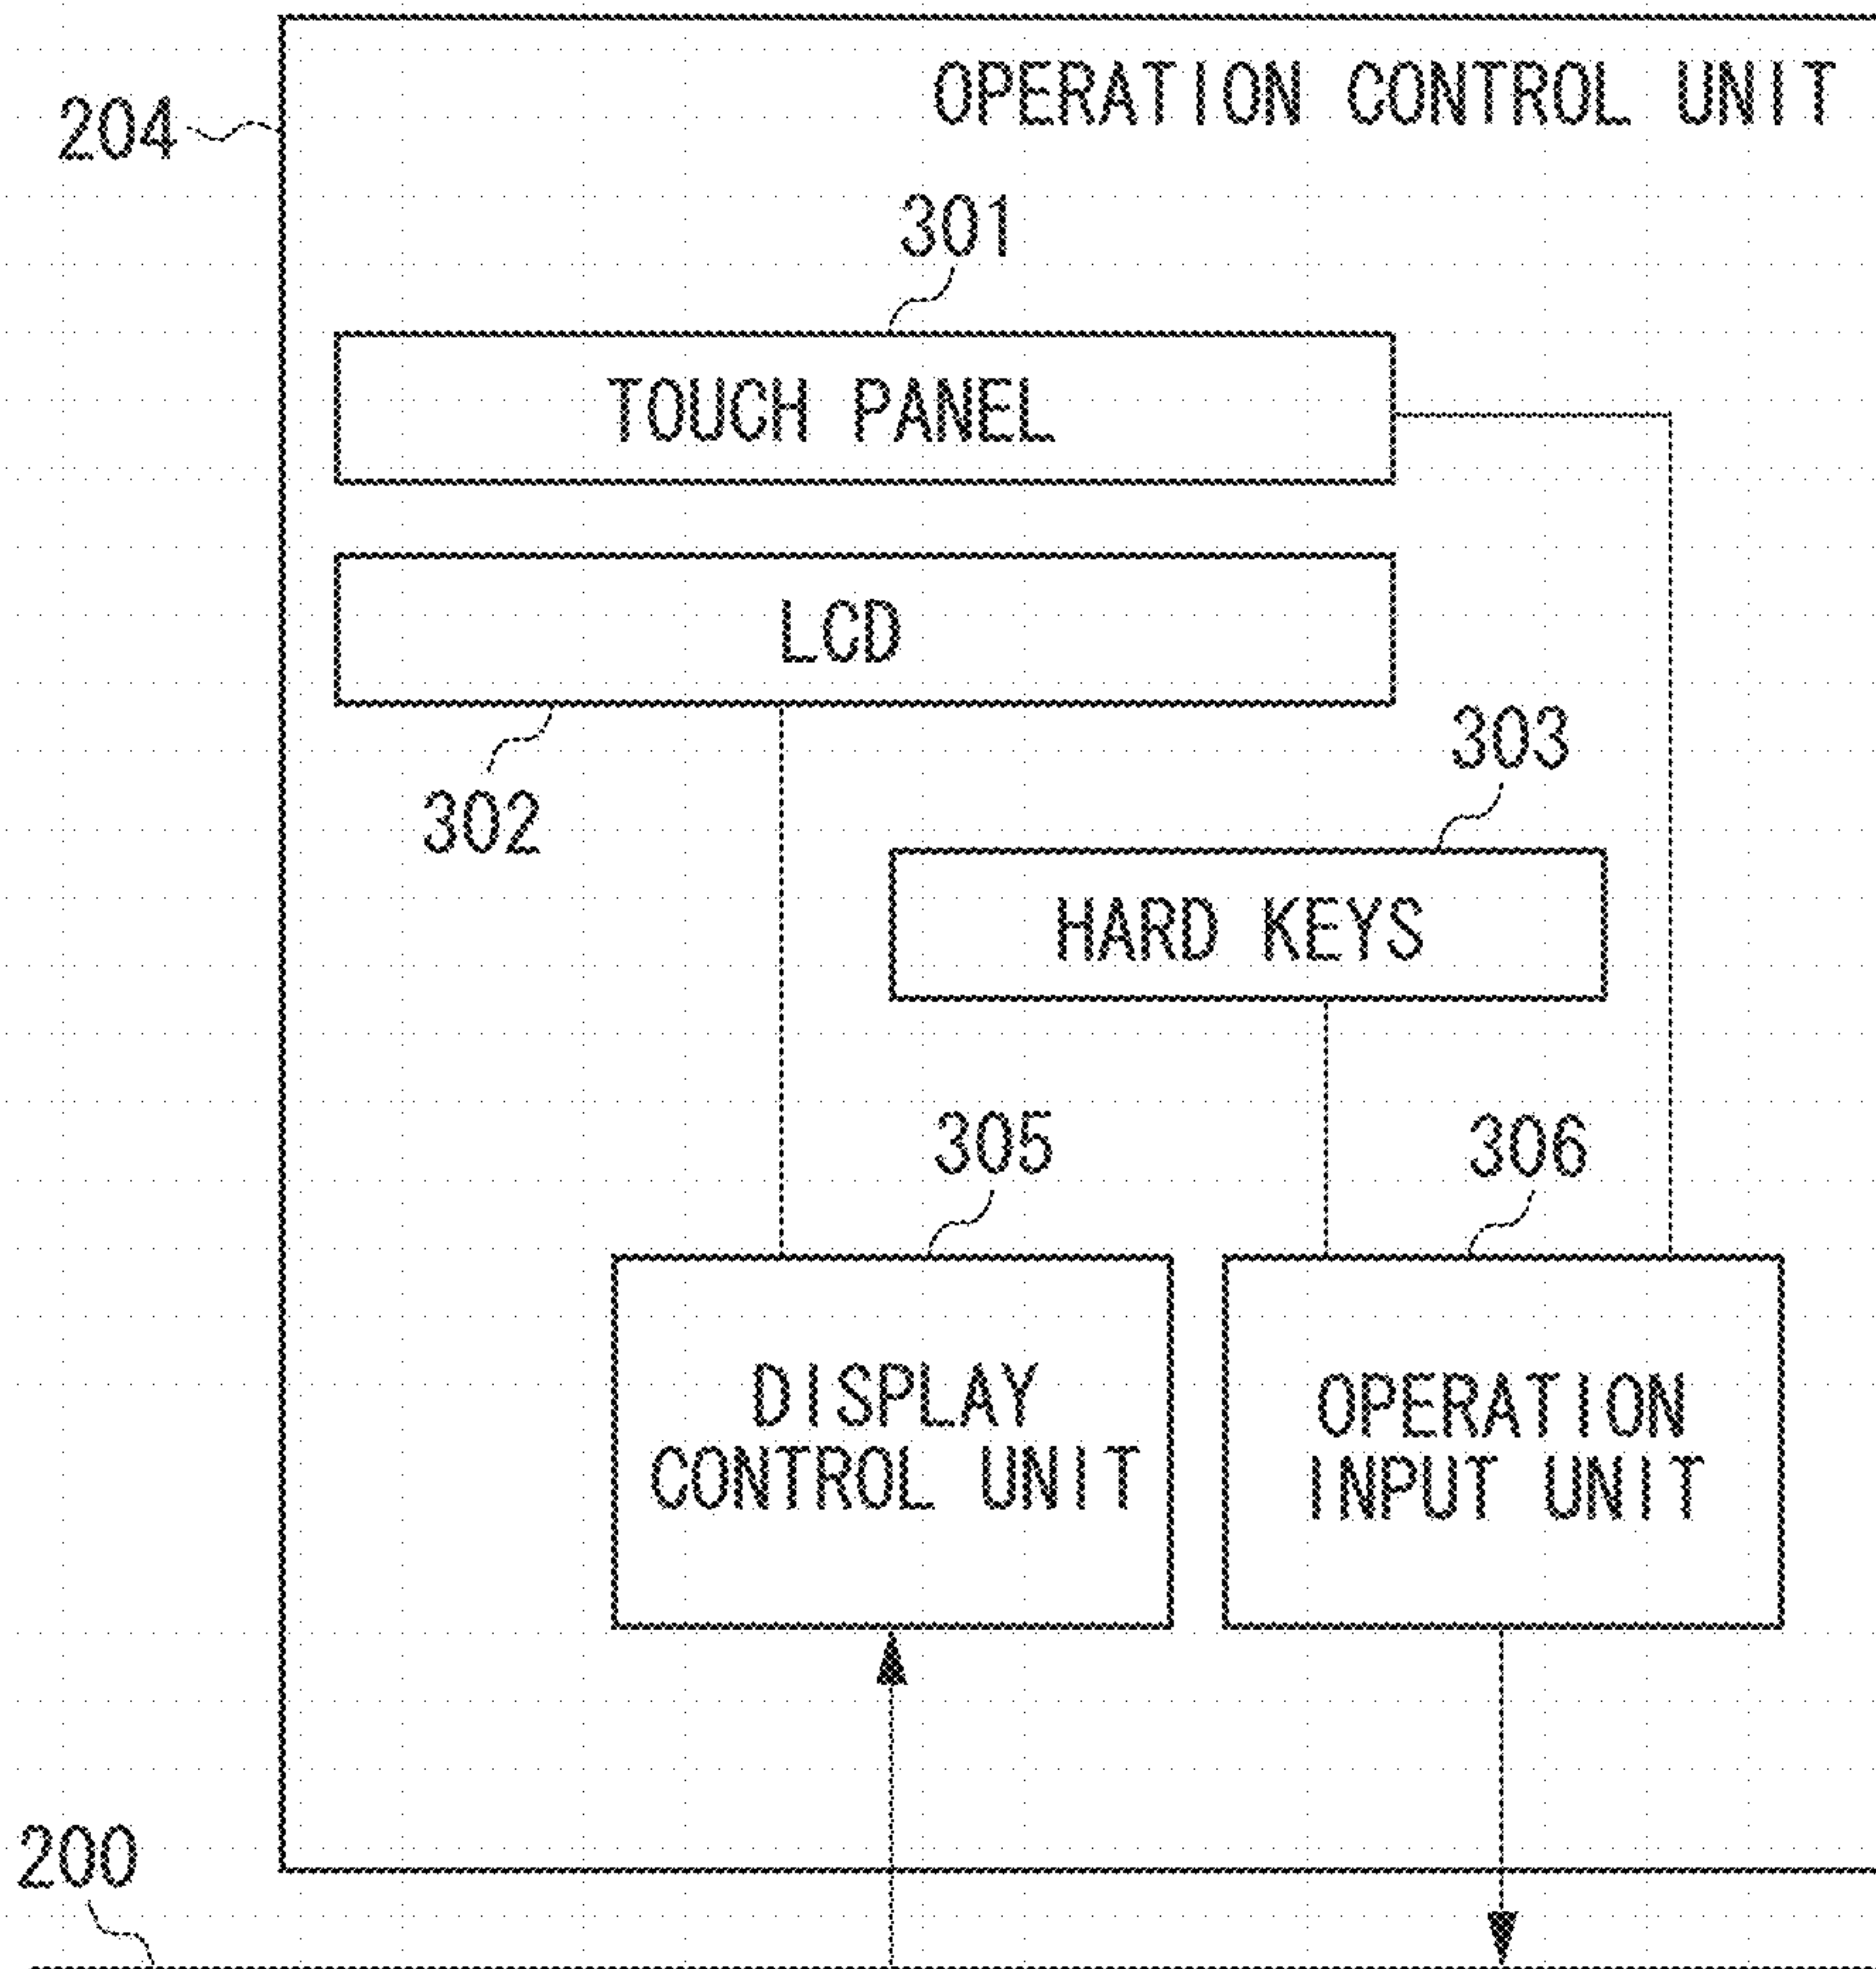 OPERATION CONTROL UNIT
204
301
TOUCH PANEL
LCD
302
303
HARD KEYS
305
306
DISPLAY
CONTROL UNIT
OPERATION
INPUT UNIT
200